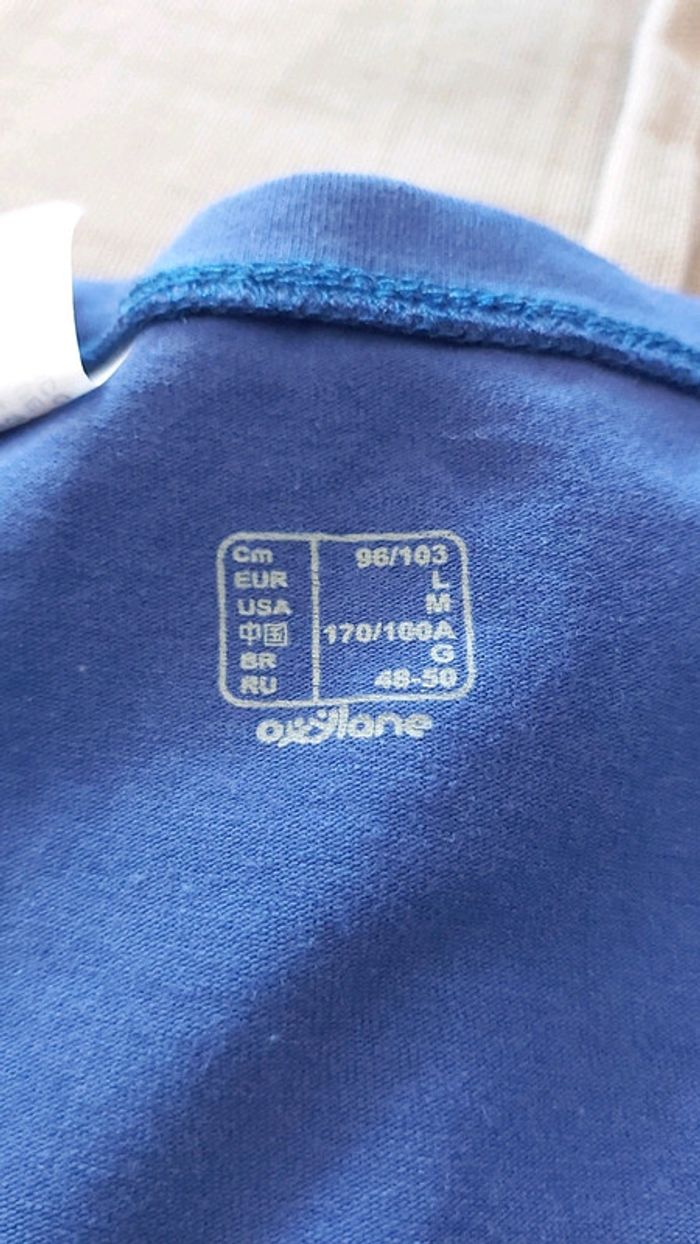 Cm 96/103
EUR L
USA M
中国 170/100A
BR G
RU 48-50
oxylane